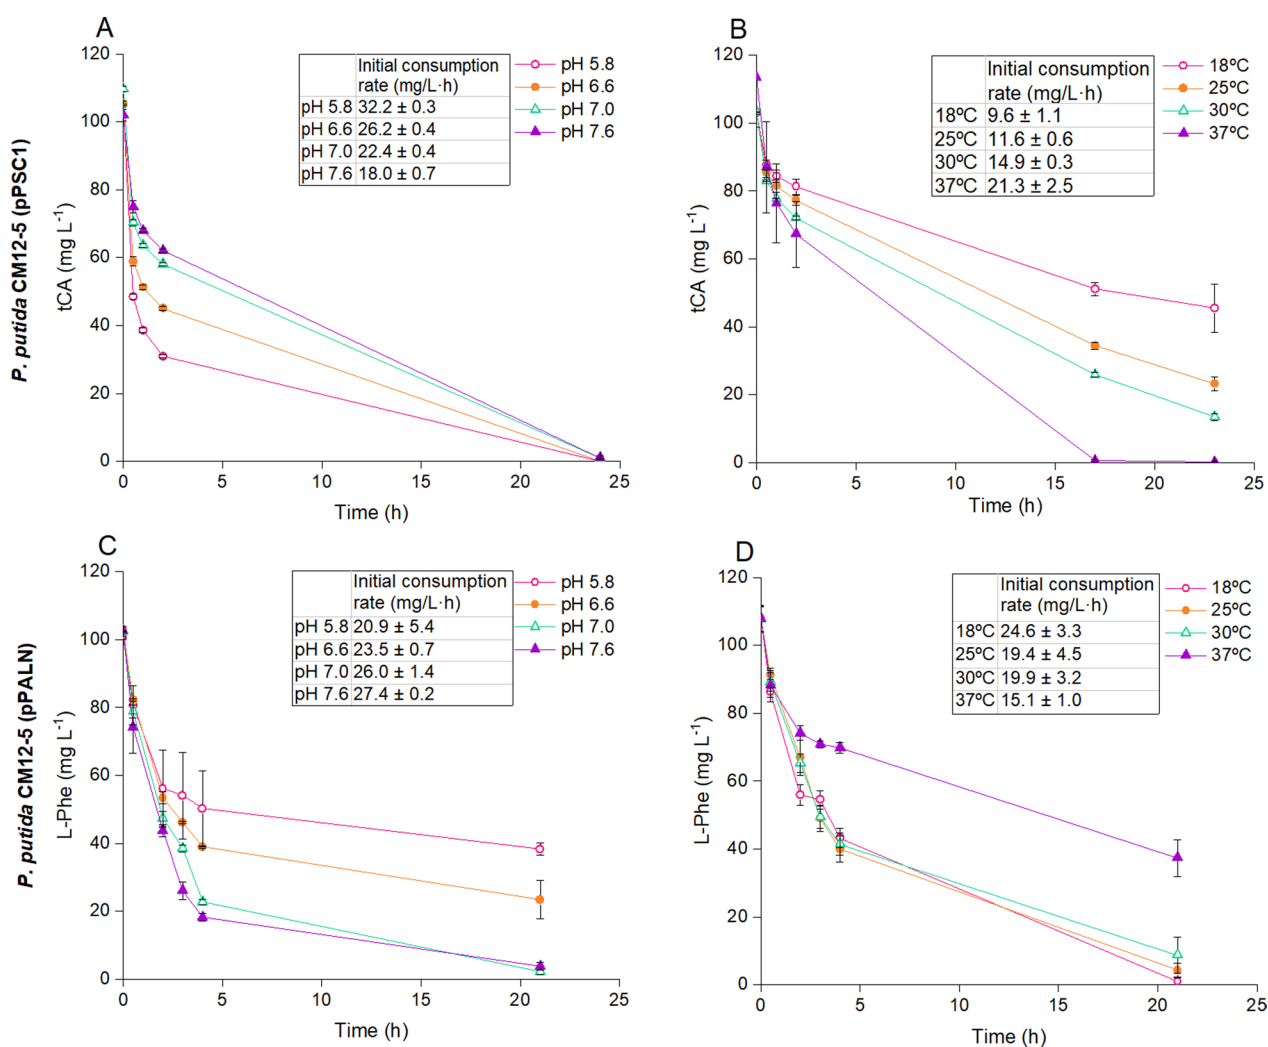 A
120
100
80
60
40
20
0
0 5 10 15 20 25
Time (h)
tCA (mg L-1)
P. putida CM12-5 (pPSC1)
Initial consumption
rate (mg/L·h)
pH 5.8 32.2 ± 0.3
pH 6.6 26.2 ± 0.4
pH 7.0 22.4 ± 0.4
pH 7.6 18.0 ± 0.7
pH 5.8
pH 6.6
pH 7.0
pH 7.6
B
120
100
80
60
40
20
0
0 5 10 15 20 25
Time (h)
tCA (mg L-1)
Initial consumption
rate (mg/L·h)
18ºC 9.6 ± 1.1
25ºC 11.6 ± 0.6
30ºC 14.9 ± 0.3
37ºC 21.3 ± 2.5
18ºC
25ºC
30ºC
37ºC
C
120
100
80
60
40
20
0
0 5 10 15 20 25
Time (h)
L-Phe (mg L-1)
P. putida CM12-5 (pPALN)
Initial consumption
rate (mg/L·h)
pH 5.8 20.9 ± 5.4
pH 6.6 23.5 ± 0.7
pH 7.0 26.0 ± 1.4
pH 7.6 27.4 ± 0.2
pH 5.8
pH 6.6
pH 7.0
pH 7.6
D
120
100
80
60
40
20
0
0 5 10 15 20 25
Time (h)
L-Phe (mg L-1)
Initial consumption
rate (mg/L·h)
18ºC 24.6 ± 3.3
25ºC 19.4 ± 4.5
30ºC 19.9 ± 3.2
37ºC 15.1 ± 1.0
18ºC
25ºC
30ºC
37ºC